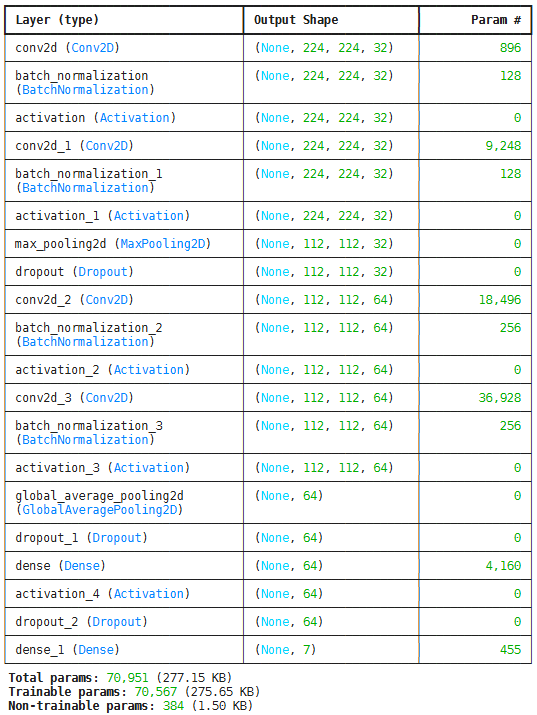 Layer (type) Output Shape Param #
conv2d (Conv2D) (None, 224, 224, 32) 896
batch_normalization (None, 224, 224, 32) 128
(BatchNormalization)
activation (Activation) (None, 224, 224, 32) 0
conv2d_1 (Conv2D) (None, 224, 224, 32) 9,248
batch_normalization_1 (None, 224, 224, 32) 128
(BatchNormalization)
activation_1 (Activation) (None, 224, 224, 32) 0
max_pooling2d (MaxPooling2D) (None, 112, 112, 32) 0
dropout (Dropout) (None, 112, 112, 32) 0
conv2d_2 (Conv2D) (None, 112, 112, 64) 18,496
batch_normalization_2 (None, 112, 112, 64) 256
(BatchNormalization)
activation_2 (Activation) (None, 112, 112, 64) 0
conv2d_3 (Conv2D) (None, 112, 112, 64) 36,928
batch_normalization_3 (None, 112, 112, 64) 256
(BatchNormalization)
activation_3 (Activation) (None, 112, 112, 64) 0
global_average_pooling2d (None, 64) 0
(GlobalAveragePooling2D)
dropout_1 (Dropout) (None, 64) 0
dense (Dense) (None, 64) 4,160
activation_4 (Activation) (None, 64) 0
dropout_2 (Dropout) (None, 64) 0
dense_1 (Dense) (None, 7) 455
Total params: 70,951 (277.15 KB)
Trainable params: 70,567 (275.65 KB)
Non-trainable params: 384 (1.50 KB)